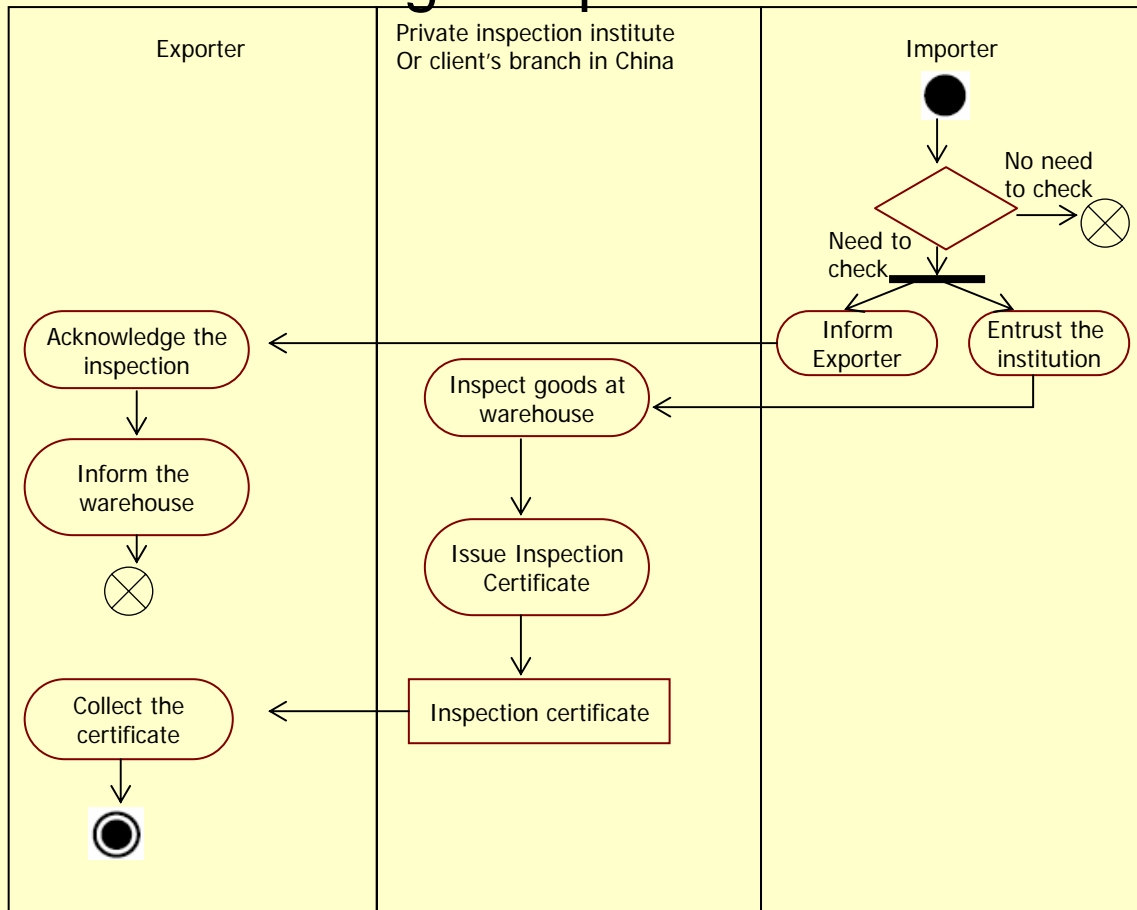 Exporter
Private inspection institute
Or client's branch in China
Importer
No need
to check
Need to
check
Acknowledge the
inspection
Inform
Exporter
Entrust the
institution
Inspect goods at
warehouse
Inform the
warehouse
Issue Inspection
Certificate
Collect the
certificate
Inspection certificate